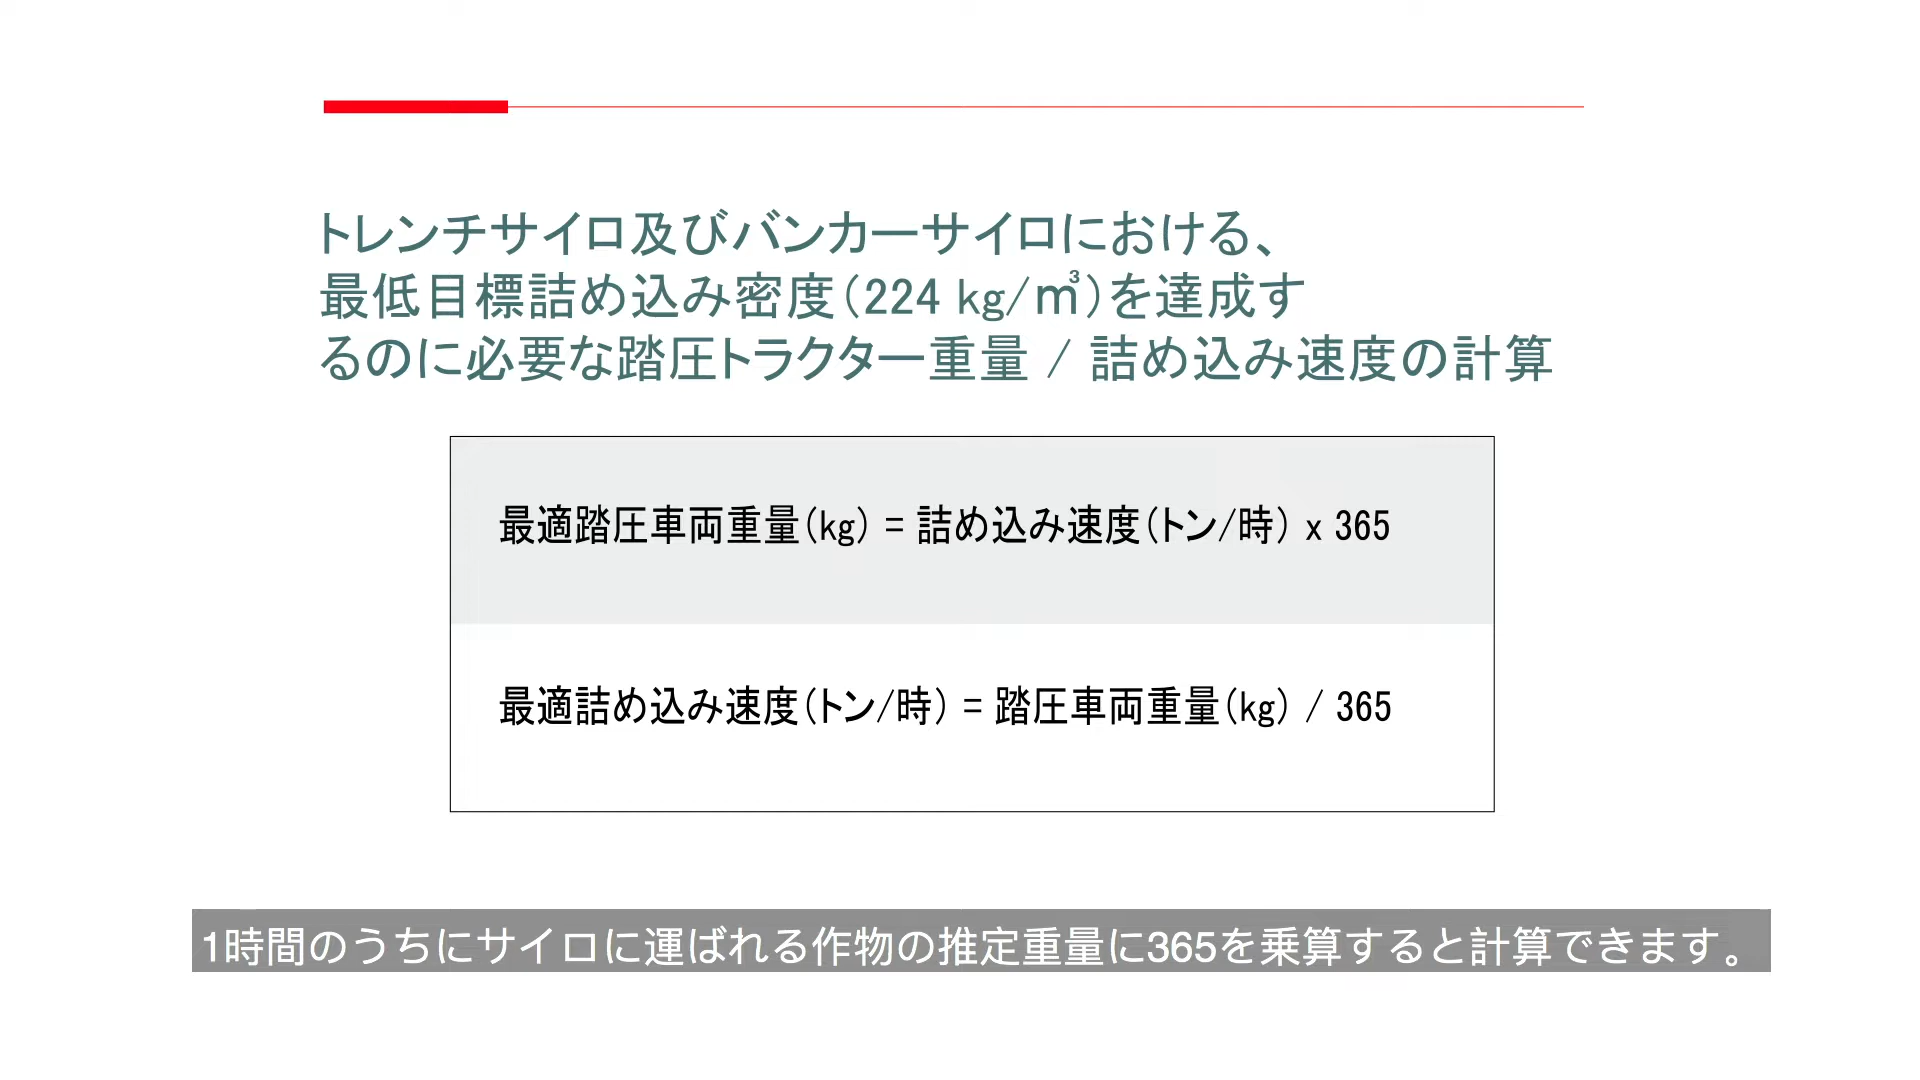 トレンチサイロ及びバンカーサイロにおける、
最低目標詰め込み密度(224 kg/㎥)を達成す
るのに必要な踏圧トラクター重量 / 詰め込み速度の計算
最適踏圧車両重量(kg) = 詰め込み速度(トン/時) x 365
最適詰め込み速度(トン/時) = 踏圧車両重量(kg) / 365
1時間のうちにサイロに運ばれる作物の推定重量に365を乗算すると計算できます。